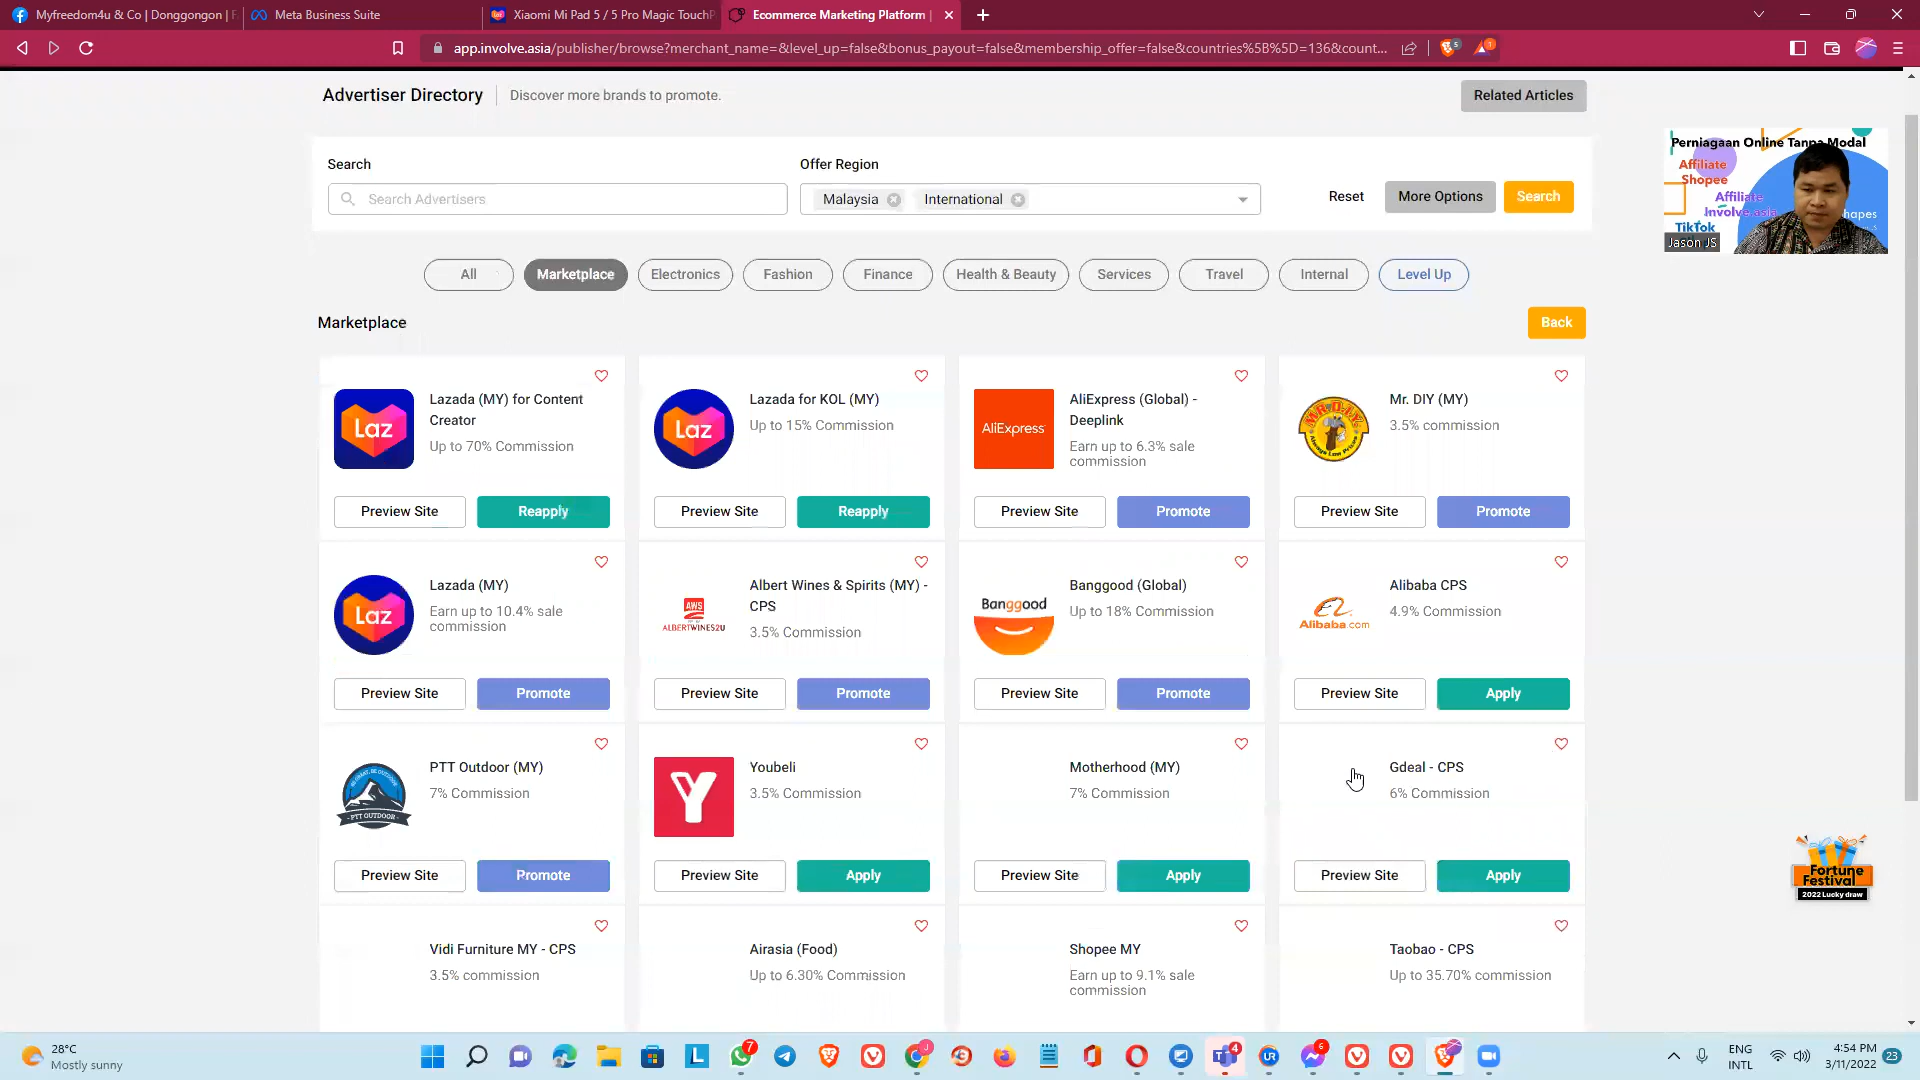 Myfreedom4u & Co | Donggongon |
Meta Business Suite
Xiaomi Mi Pad 5 / 5 Pro Magic TouchP
Ecommerce Marketing Platform |
app.involve.asia/publisher/browse?merchant_name=&level_up=false&bonus_payout=false&membership_offer=false&countries%5B%5D=136&count...
Advertiser Directory
Discover more brands to promote.
Related Articles
Search
Offer Region
Search Advertisers
Malaysia
International
Reset
More Options
Search
Perniagaan Online Tanpa Modal
Affiliate
Shopee
Affiliate
Involve.asia
TikTok
hapes
Jason JS
All
Marketplace
Electronics
Fashion
Finance
Health & Beauty
Services
Travel
Internal
Level Up
Marketplace
Back
Laz
Lazada (MY) for Content
Creator
Up to 70% Commission
Preview Site
Reapply
Laz
Lazada for KOL (MY)
Up to 15% Commission
Preview Site
Reapply
AliExpress
AliExpress (Global) -
Deeplink
Earn up to 6.3% sale
commission
Preview Site
Promote
MR.D.I.Y.
Mr. DIY (MY)
3.5% commission
Preview Site
Promote
Laz
Lazada (MY)
Earn up to 10.4% sale
commission
Preview Site
Promote
AWS
ALBERTWINES2U
Albert Wines & Spirits (MY) -
CPS
3.5% Commission
Preview Site
Promote
Banggood
Banggood (Global)
Up to 18% Commission
Preview Site
Promote
Alibaba.com
Alibaba CPS
4.9% Commission
Preview Site
Apply
PTT OUTDOOR
PTT Outdoor (MY)
7% Commission
Preview Site
Promote
Y
Youbeli
3.5% Commission
Preview Site
Apply
Motherhood (MY)
7% Commission
Preview Site
Apply
Gdeal - CPS
6% Commission
Preview Site
Apply
Fortune
Festival
2022 Lucky draw
Vidi Furniture MY - CPS
3.5% commission
Airasia (Food)
Up to 6.30% Commission
Shopee MY
Earn up to 9.1% sale
commission
Taobao - CPS
Up to 35.70% commission
28°C
Mostly sunny
L
7
J
4
UR
6
ENG
INTL
4:54 PM
3/11/2022
23